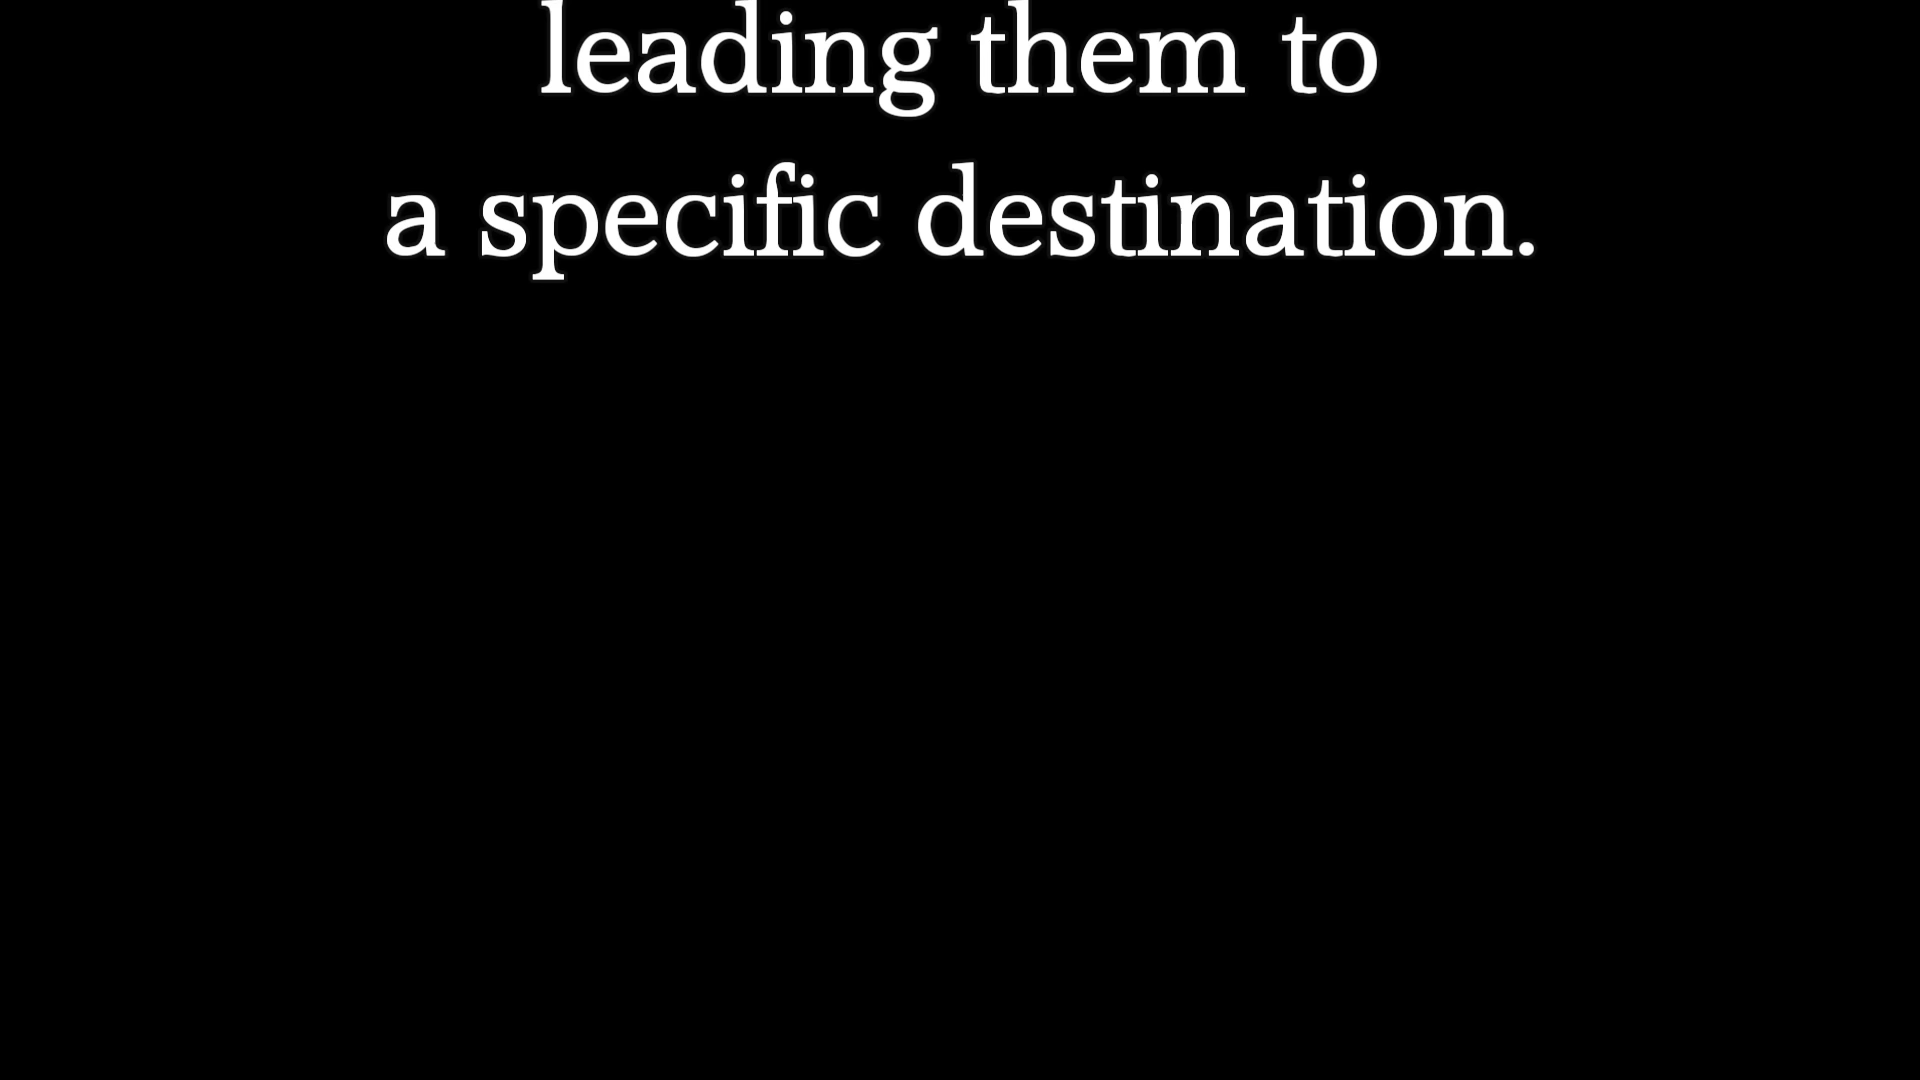 leading them to
a specific destination.